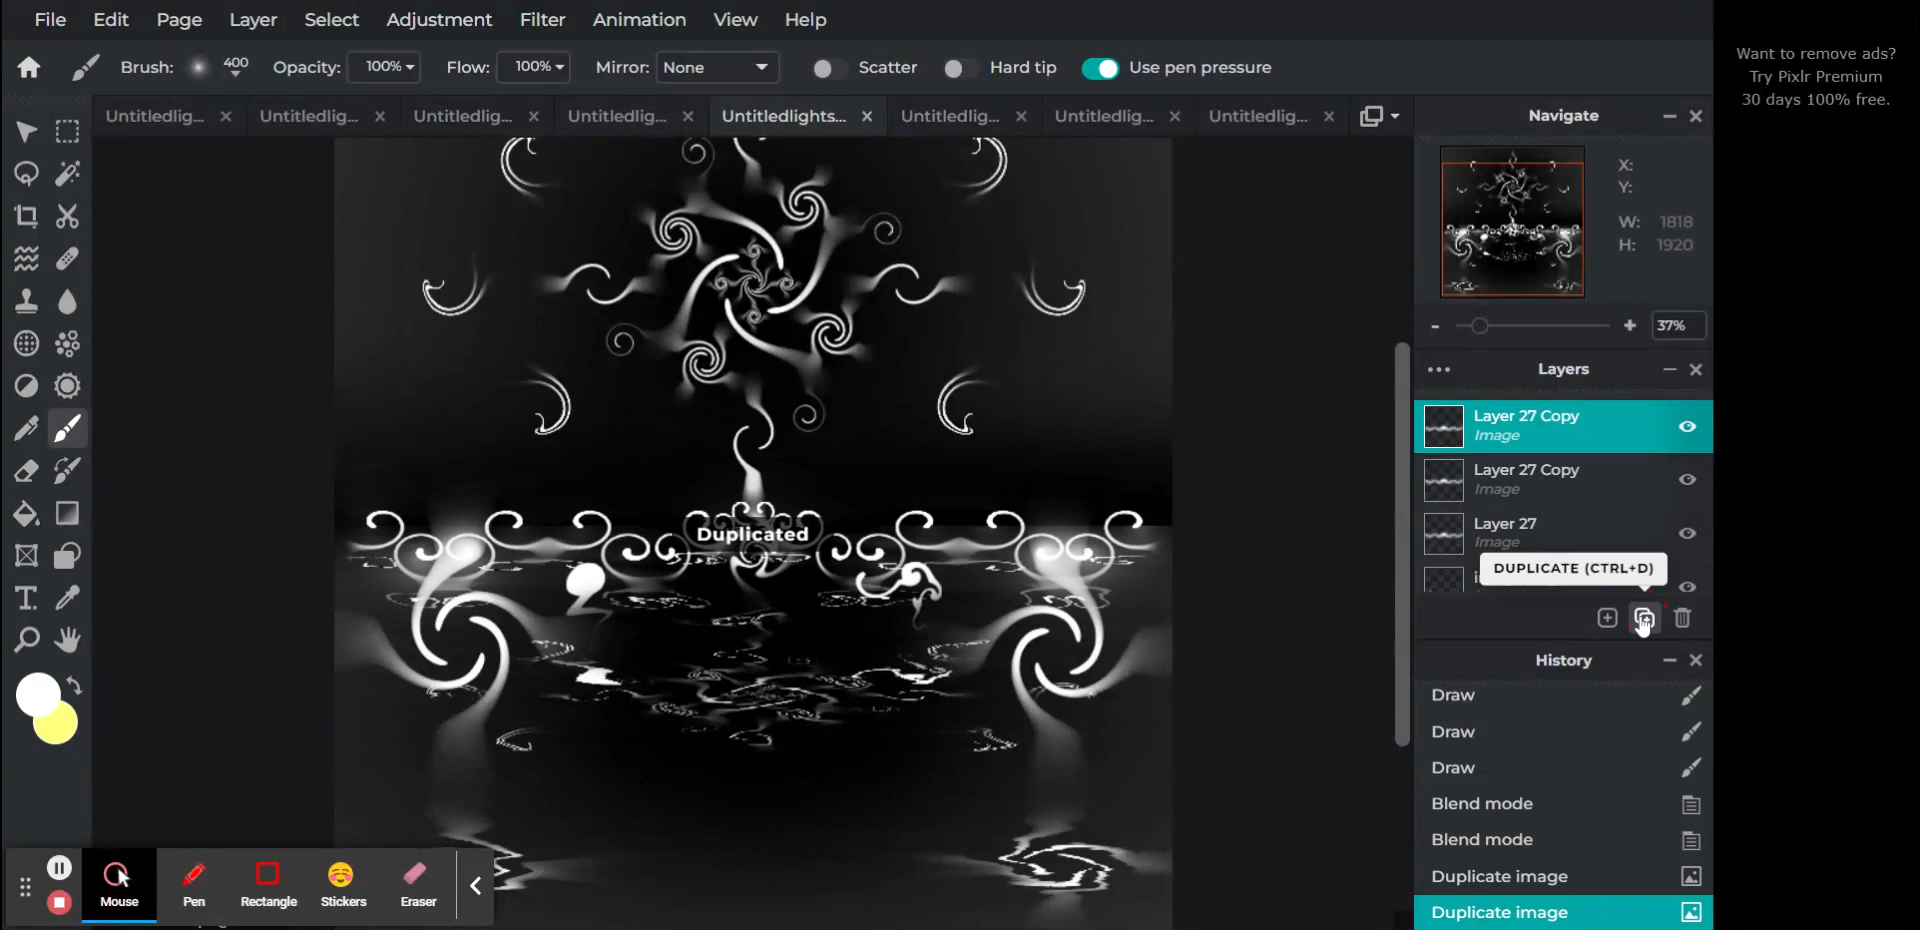 File Edit Page Layer Select Adjustment Filter Animation View Help
Brush: 400 Opacity: 100% Flow: 100% Mirror: None Scatter Hard tip Use pen pressure
Untitledlig... Untitledlig... Untitledlig... Untitledlig... Untitledlights... Untitledlig... Untitledlig... Untitledlig...
Want to remove ads?
Try Pixlr Premium
30 days 100% free.
Navigate
X:
Y:
W: 1818
H: 1920
37%
Layers
Layer 27 Copy
Image
Layer 27 Copy
Image
Layer 27
Image
DUPLICATE (CTRL+D)
Duplicated
History
Draw
Draw
Draw
Blend mode
Blend mode
Duplicate image
Duplicate image
Mouse Pen Rectangle Stickers Eraser